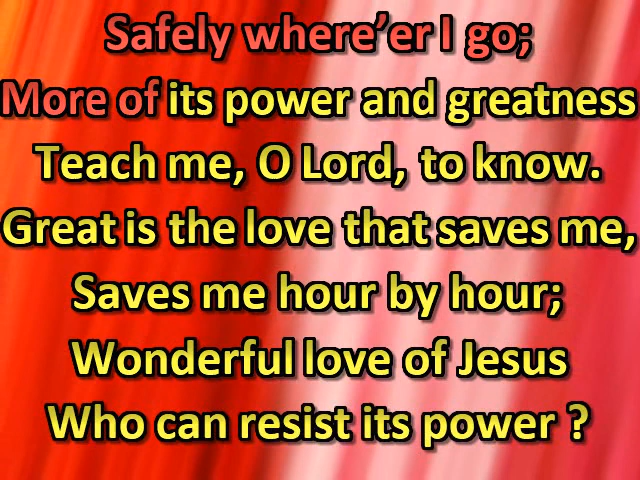 Safely where’er I go;
More of its power and greatness
Teach me, O Lord, to know.
Great is the love that saves me,
Saves me hour by hour;
Wonderful love of Jesus
Who can resist its power ?